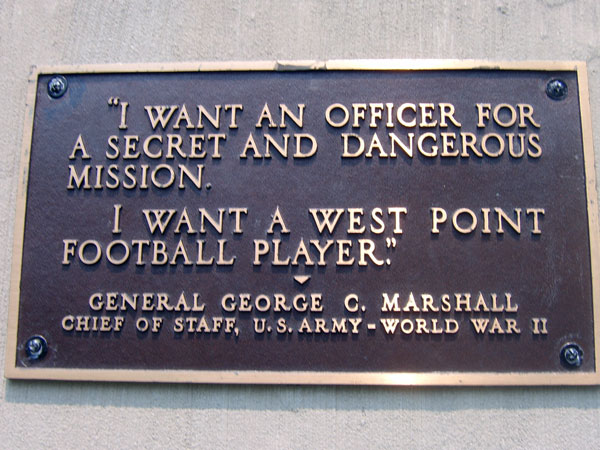 "I WANT AN OFFICER FOR
A SECRET AND DANGEROUS
MISSION.
I WANT A WEST POINT
FOOTBALL PLAYER."
GENERAL GEORGE C. MARSHALL
CHIEF OF STAFF, U.S. ARMY - WORLD WAR II